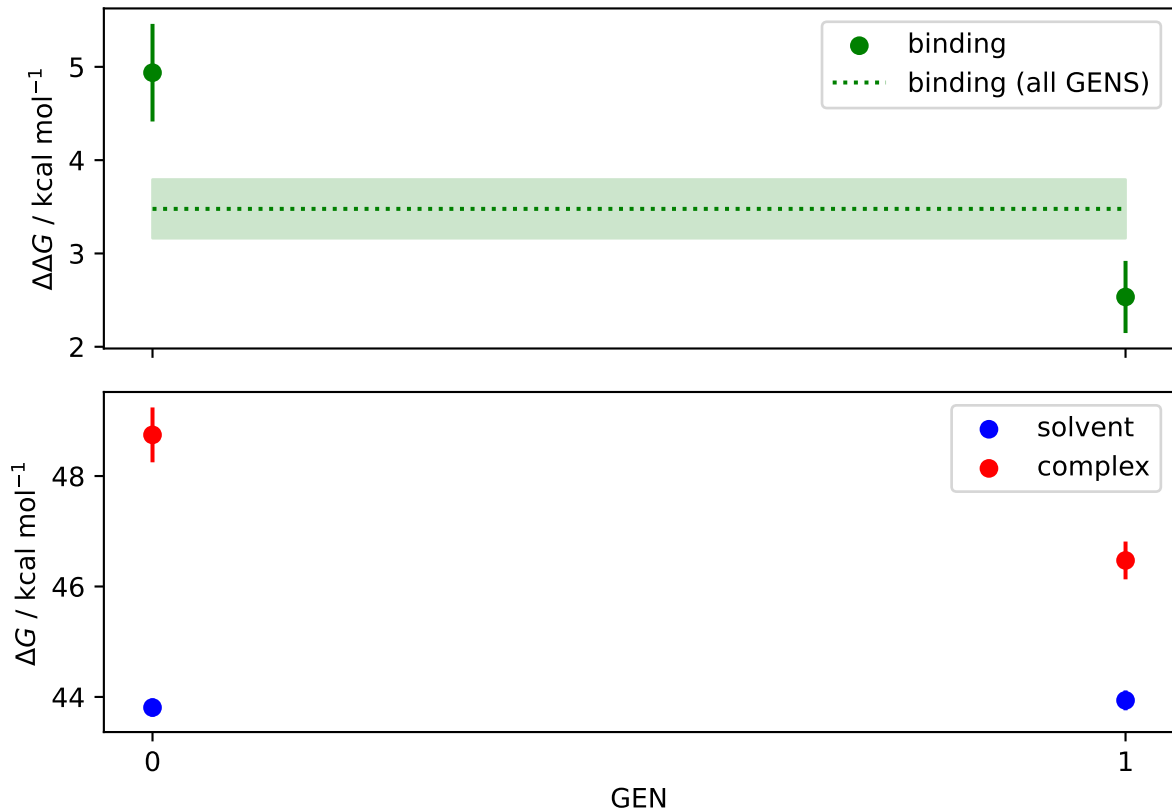 5
4
3
2
ΔΔG / kcal mol⁻¹
binding
binding (all GENS)
48
46
44
ΔG / kcal mol⁻¹
solvent
complex
0
1
GEN